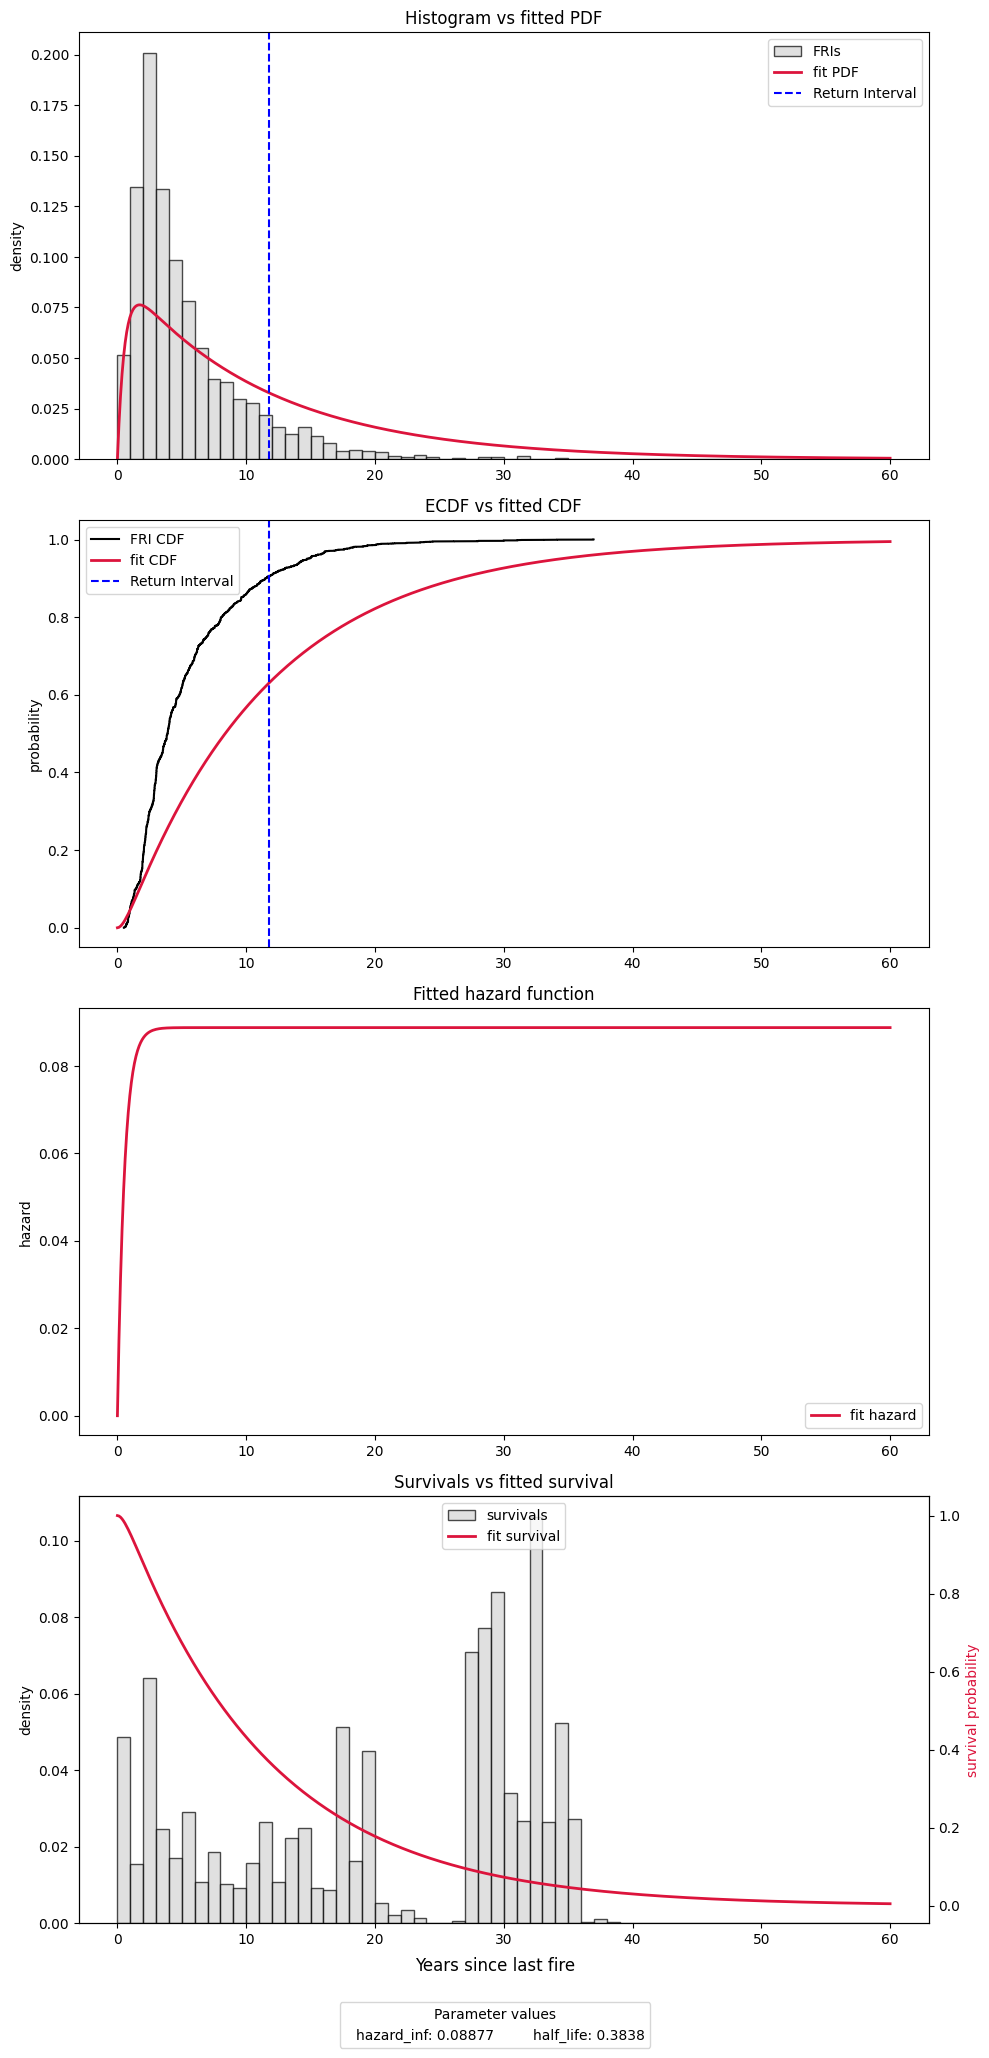 Histogram vs fitted PDF
FRIs
fit PDF
Return Interval
density
0.200
0.175
0.150
0.125
0.100
0.075
0.050
0.025
0.000
0 10 20 30 40 50 60
ECDF vs fitted CDF
FRI CDF
fit CDF
Return Interval
probability
1.0
0.8
0.6
0.4
0.2
0.0
0 10 20 30 40 50 60
Fitted hazard function
hazard
0.08
0.06
0.04
0.02
0.00
fit hazard
0 10 20 30 40 50 60
Survivals vs fitted survival
survivals
fit survival
density
0.10
0.08
0.06
0.04
0.02
0.00
1.0
0.8
0.6
0.4
0.2
0.0
survival probability
0 10 20 30 40 50 60
Years since last fire
Parameter values
hazard_inf: 0.08877 half_life: 0.3838